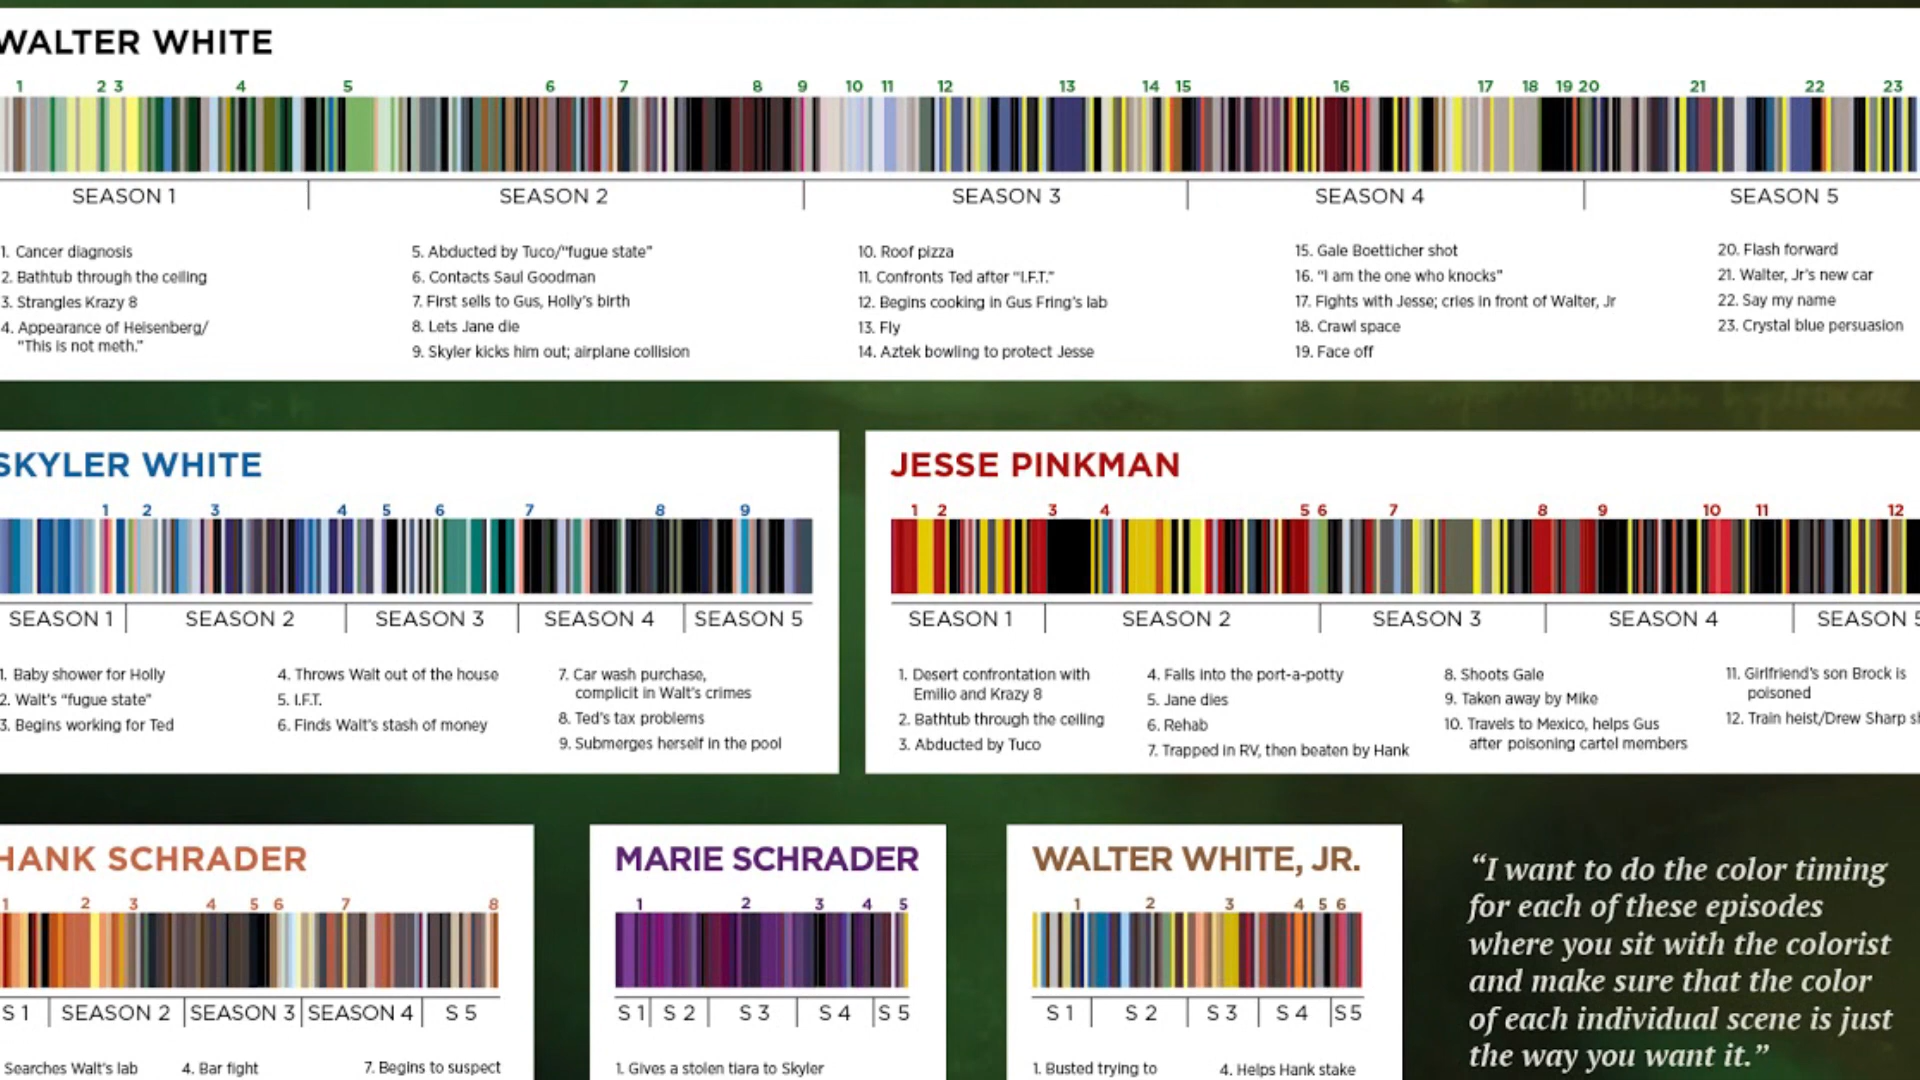 WALTER WHITE
1 2 3 4 5 6 7 8 9 10 11 12 13 14 15 16 17 18 19 20 21 22 23
SEASON 1 SEASON 2 SEASON 3 SEASON 4 SEASON 5
1. Cancer diagnosis
2. Bathtub through the ceiling
3. Strangles Krazy 8
4. Appearance of Heisenberg/
“This is not meth.”
5. Abducted by Tuco/“fugue state”
6. Contacts Saul Goodman
7. First sells to Gus, Holly’s birth
8. Lets Jane die
9. Skyler kicks him out; airplane collision
10. Roof pizza
11. Confronts Ted after “I.F.T.”
12. Begins cooking in Gus Fring’s lab
13. Fly
14. Aztek bowling to protect Jesse
15. Gale Boetticher shot
16. “I am the one who knocks”
17. Fights with Jesse; cries in front of Walter, Jr
18. Crawl space
19. Face off
20. Flash forward
21. Walter, Jr’s new car
22. Say my name
23. Crystal blue persuasion
SKYLER WHITE
1 2 3 4 5 6 7 8 9
SEASON 1 SEASON 2 SEASON 3 SEASON 4 SEASON 5
1. Baby shower for Holly
2. Walt’s “fugue state”
3. Begins working for Ted
4. Throws Walt out of the house
5. I.F.T.
6. Finds Walt’s stash of money
7. Car wash purchase,
complicit in Walt’s crimes
8. Ted’s tax problems
9. Submerges herself in the pool
JESSE PINKMAN
1 2 3 4 5 6 7 8 9 10 11 12
SEASON 1 SEASON 2 SEASON 3 SEASON 4 SEASON 5
1. Desert confrontation with
Emilio and Krazy 8
2. Bathtub through the ceiling
3. Abducted by Tuco
4. Falls into the port-a-potty
5. Jane dies
6. Rehab
7. Trapped in RV, then beaten by Hank
8. Shoots Gale
9. Taken away by Mike
10. Travels to Mexico, helps Gus
after poisoning cartel members
11. Girlfriend’s son Brock is
poisoned
12. Train heist/Drew Sharp
HANK SCHRADER
1 2 3 4 5 6 7 8
S 1 SEASON 2 SEASON 3 SEASON 4 S 5
Searches Walt’s lab
4. Bar fight
7. Begins to suspect
MARIE SCHRADER
1 2 3 4 5
S 1 S 2 S 3 S 4 S 5
1. Gives a stolen tiara to Skyler
WALTER WHITE, JR.
1 2 3 4 5 6
S 1 S 2 S 3 S 4 S 5
1. Busted trying to
4. Helps Hank stake
“I want to do the color timing
for each of these episodes
where you sit with the colorist
and make sure that the color
of each individual scene is just
the way you want it.”